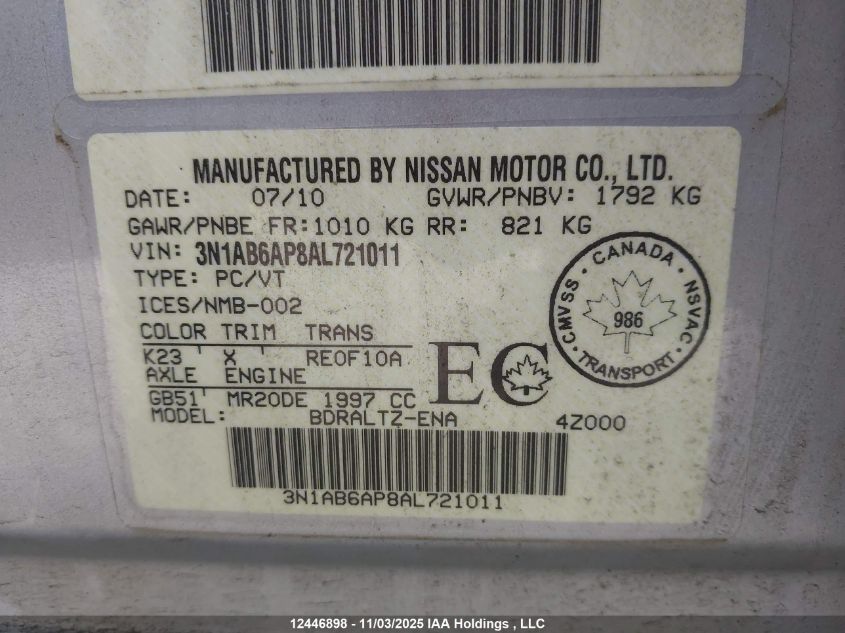 MANUFACTURED BY NISSAN MOTOR CO., LTD.
DATE: 07/10 GVWR/PNBV: 1792 KG
GAWR/PNBE FR:1010 KG RR: 821 KG
VIN: 3N1AB6AP8AL721011
TYPE: PC/VT
ICES/NMB-002
CANADA
CMVSS NSVAC
986
TRANSPORT
COLOR TRIM TRANS
K23 ' X ' RE0F10A
AXLE ENGINE
GB51' MR20DE 1997 CC
EC
MODEL: BDRALTZ-ENA 4Z000
3N1AB6AP8AL721011
12446898 - 11/03/2025 IAA Holdings , LLC